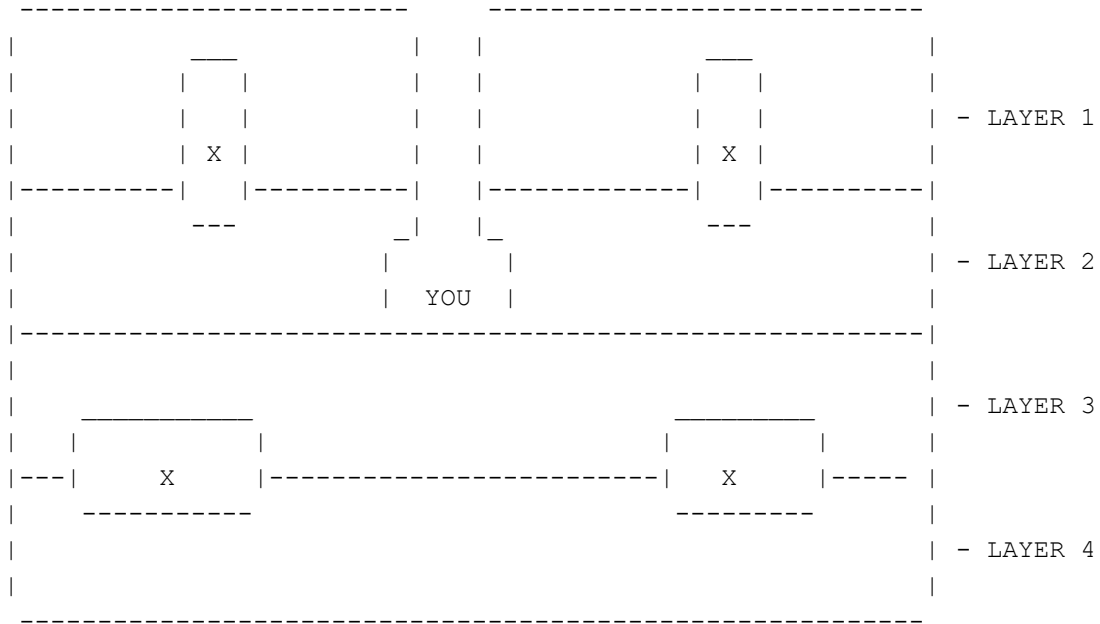 - LAYER 1
X X
- LAYER 2
YOU
- LAYER 3
X X
- LAYER 4